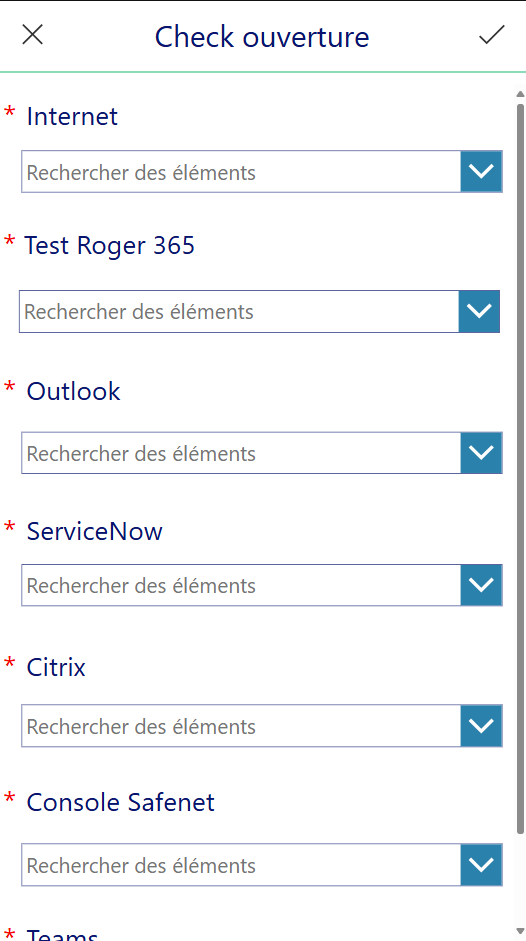 Check ouverture
* Internet
Rechercher des éléments
* Test Roger 365
Rechercher des éléments
* Outlook
Rechercher des éléments
* ServiceNow
Rechercher des éléments
* Citrix
Rechercher des éléments
* Console Safenet
Rechercher des éléments
* Teams